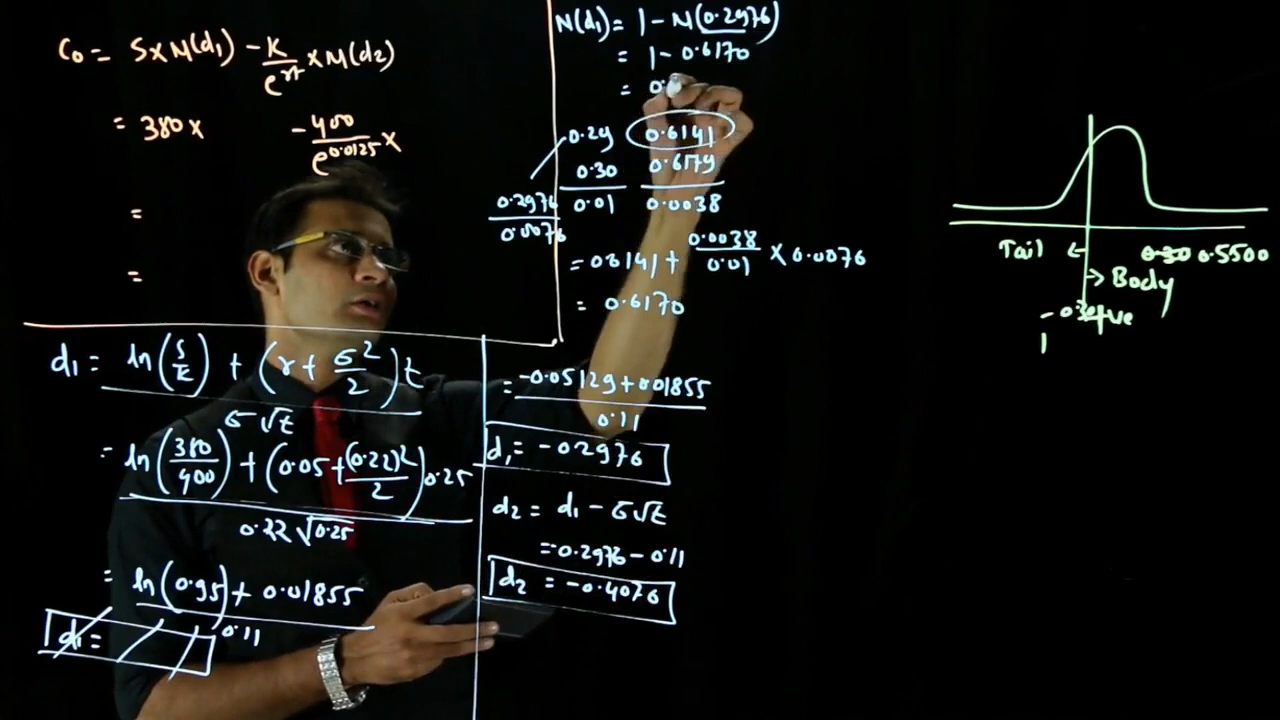 C₀ = S × N(d₁) − K/e^rt × N(d₂)
= 380 × − 400/e^0.0125 ×
=
=
N(d₁) = 1 − N(0.2976)
= 1 − 0.6170
= 0.
0.29 0.6141
0.30 0.6179
0.2976 0.01 0.0038
0.0076
= 0.6141 + 0.0038/0.01 × 0.0076
= 0.6170
Tail ← 0.30 0.5500
→ Body
+ve
1
d₁ = ln(S/K) + (r + σ²/2)t
σ√t
= ln(380/400) + (0.05 + (0.22)²/2)0.25
0.22√0.25
= ln(0.95) + 0.01855
0.11
d₁ =
= −0.05129 + 0.01855
0.11
d₁ = −0.2976
d₂ = d₁ − σ√t
= −0.2976 − 0.11
d₂ = −0.4076